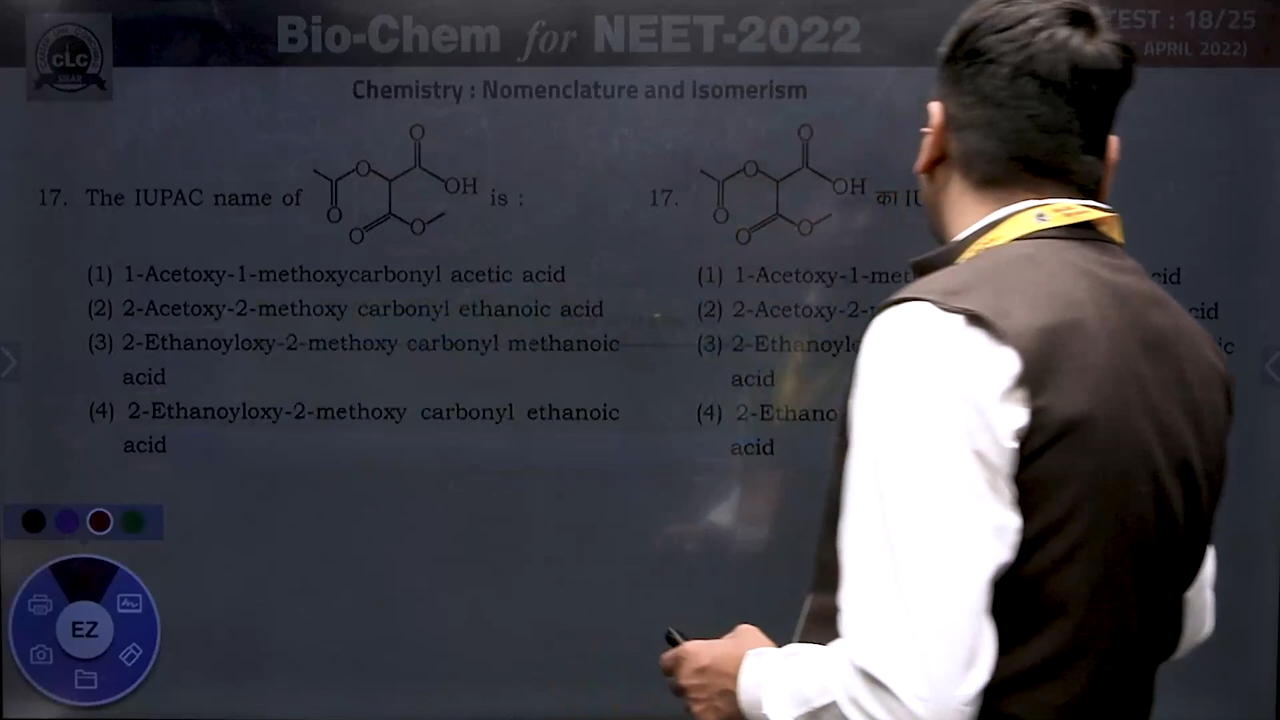 Bio-Chem for NEET-2022
TEST : 18/25
APRIL 2022)
CLC
SIKAR
Chemistry : Nomenclature and Isomerism
17. The IUPAC name of is :
O
O OH
O
O O
(1) 1-Acetoxy-1-methoxycarbonyl acetic acid
(2) 2-Acetoxy-2-methoxy carbonyl ethanoic acid
(3) 2-Ethanoyloxy-2-methoxy carbonyl methanoic
acid
(4) 2-Ethanoyloxy-2-methoxy carbonyl ethanoic
acid
17. का IU
O
O OH
O
O O
(1) 1-Acetoxy-1-met cid
(2) 2-Acetoxy-2- cid
(3) 2-Ethanoyl ic
acid
(4) 2-Ethano
acid
EZ